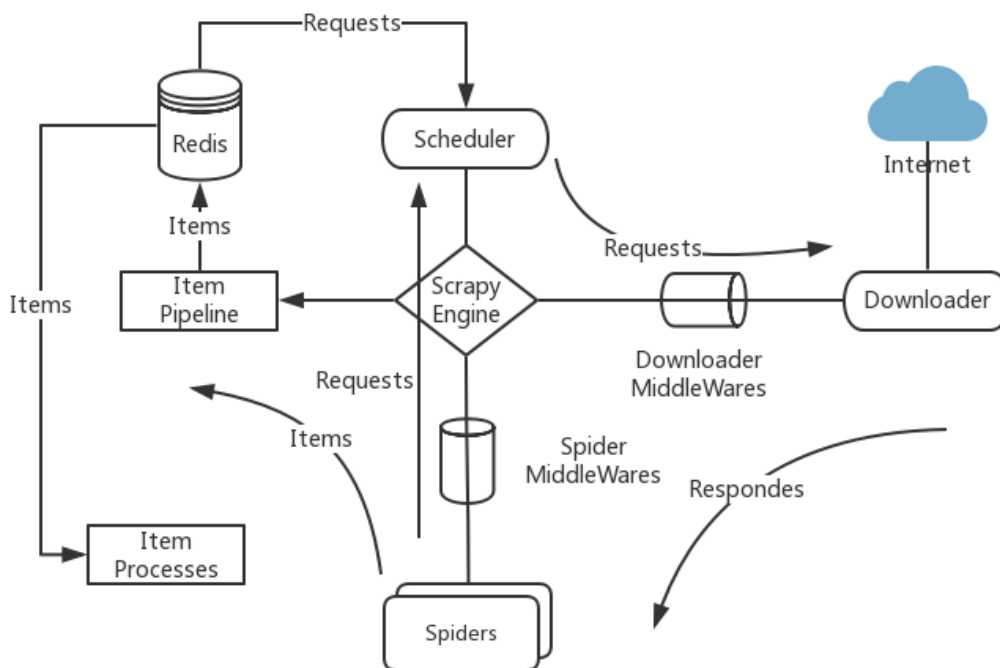 Requests
Redis
Scheduler
Internet
Items
Requests
Items
Item
Pipeline
Scrapy
Engine
Downloader
Downloader
MiddleWares
Requests
Items
Spider
MiddleWares
Respondes
Item
Processes
Spiders